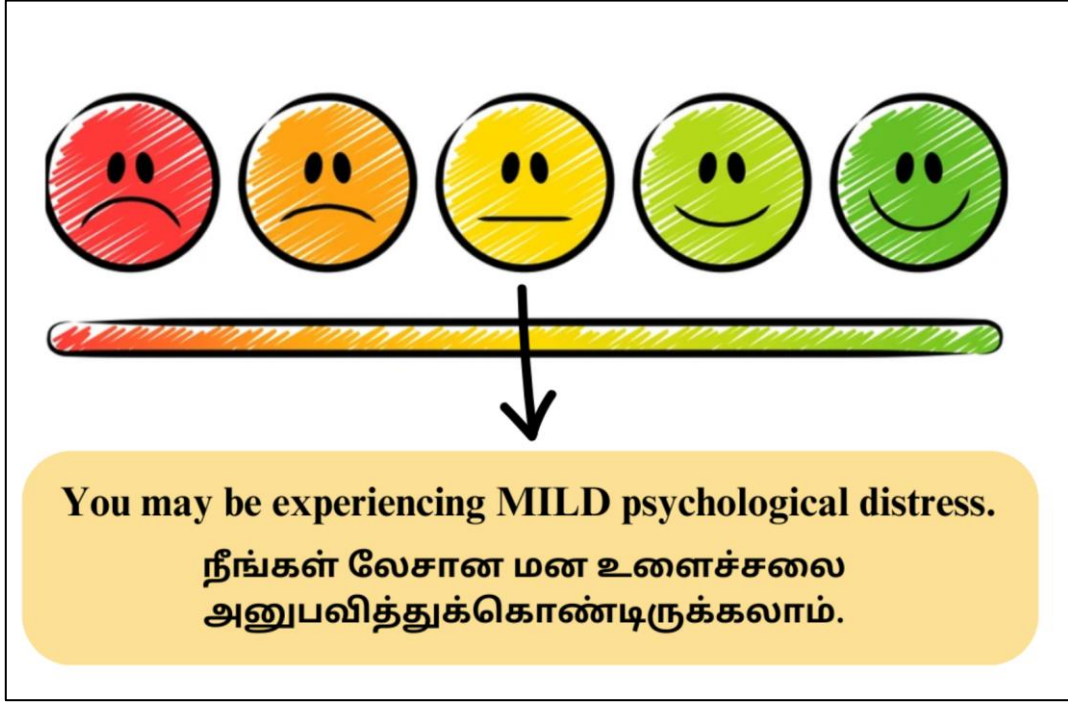 You may be experiencing MILD psychological distress.
நீங்கள் லேசான மன உளைச்சலை
அனுபவித்துக்கொண்டிருக்கலாம்.